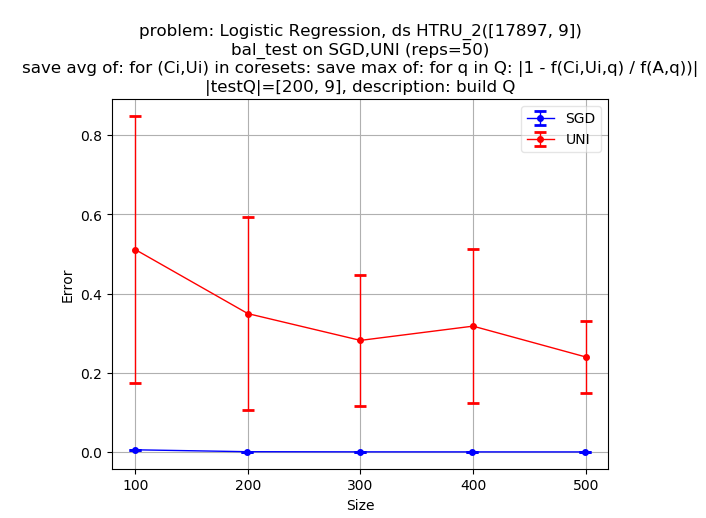 problem: Logistic Regression, ds HTRU_2([17897, 9])
bal_test on SGD,UNI (reps=50)
save avg of: for (Ci,Ui) in coresets: save max of: for q in Q: |1 - f(Ci,Ui,q) / f(A,q))|
|testQ|=[200, 9], description: build Q
SGD
UNI
0.8
0.6
0.4
0.2
0.0
Error
100
200
300
400
500
Size